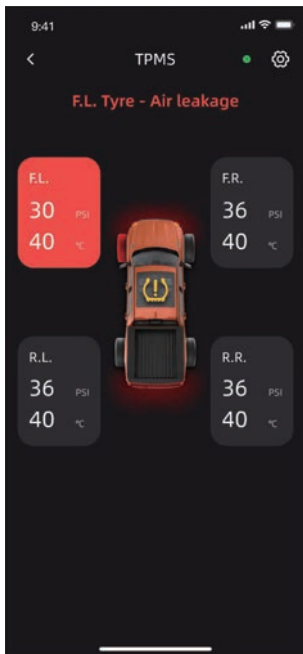 9:41
TPMS
F.L. Tyre - Air leakage
F.L.
30 PSI
40 ℃
F.R.
36 PSI
40 ℃
R.L.
36 PSI
40 ℃
R.R.
36 PSI
40 ℃